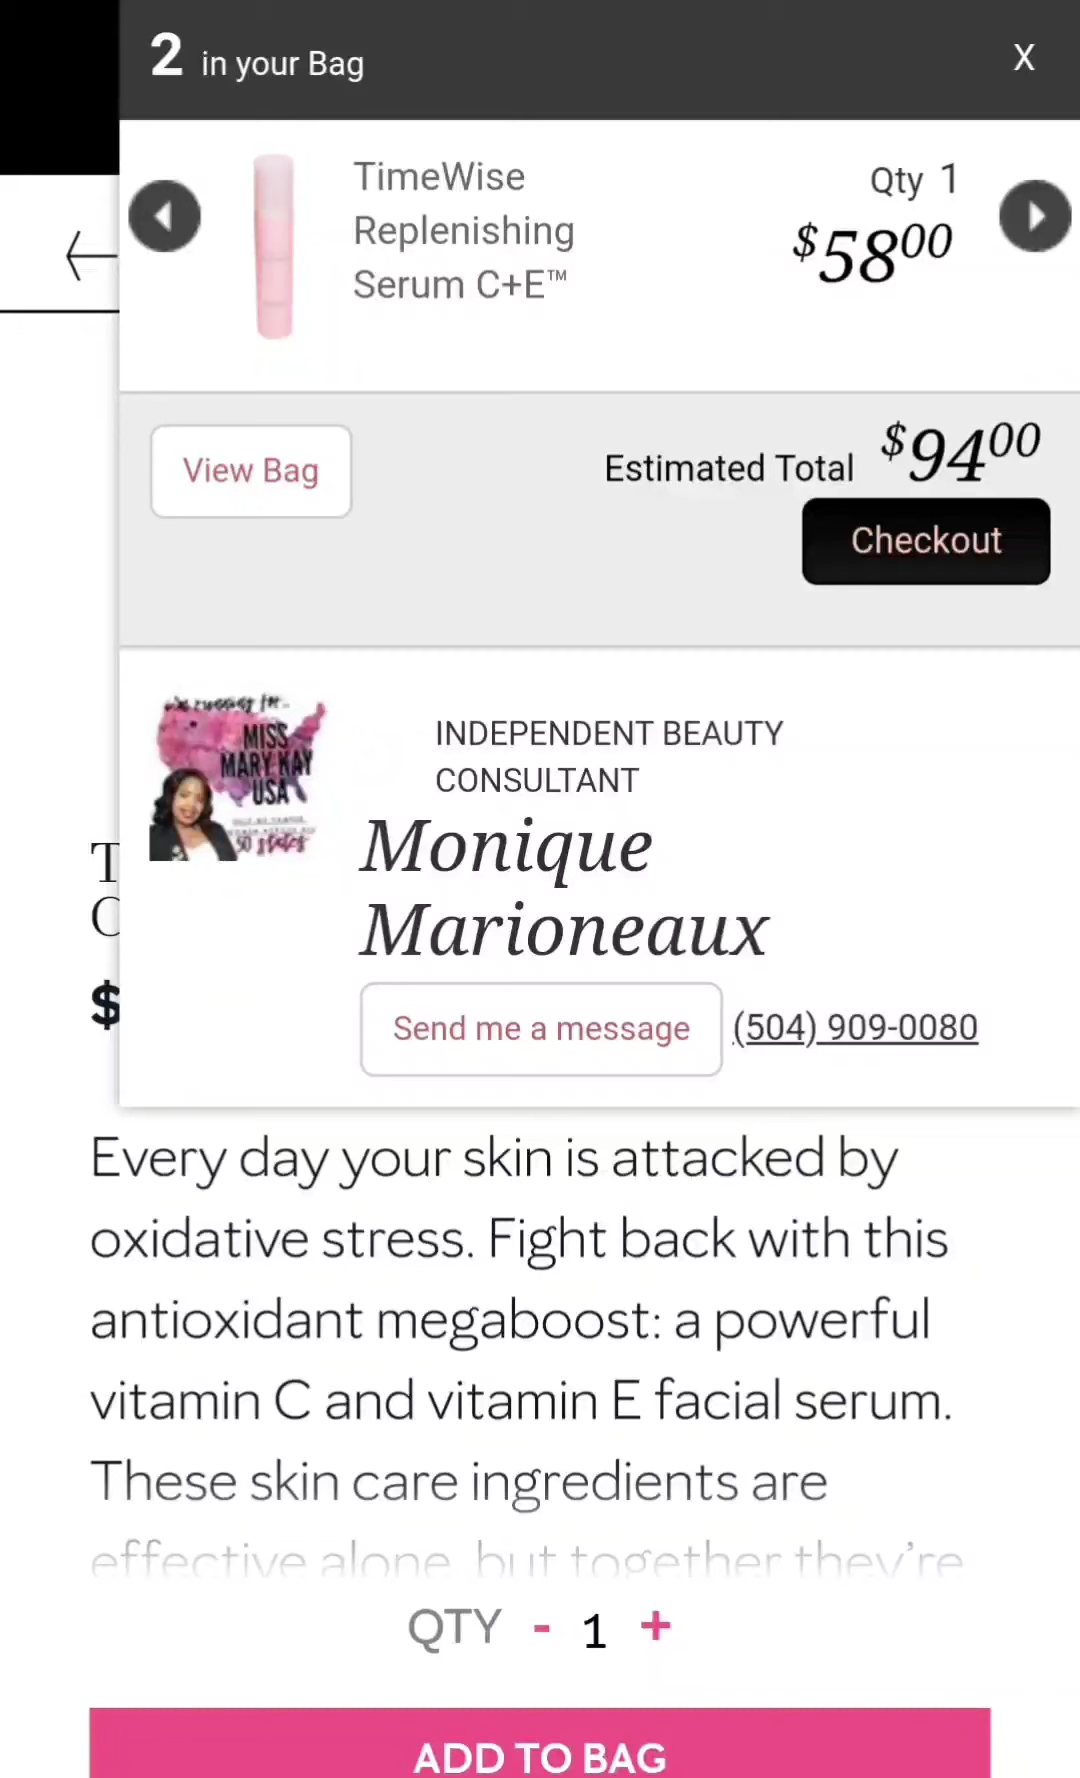 2 in your Bag
X
TimeWise
Replenishing
Serum C+E™
Qty 1
$5800
View Bag
Estimated Total $9400
Checkout
MISS
MARY KAY
USA
50 states
INDEPENDENT BEAUTY
CONSULTANT
Monique
Marioneaux
Send me a message
(504) 909-0080
T
C
$
Every day your skin is attacked by
oxidative stress. Fight back with this
antioxidant megaboost: a powerful
vitamin C and vitamin E facial serum.
These skin care ingredients are
effective alone, but together they're
QTY - 1 +
ADD TO BAG